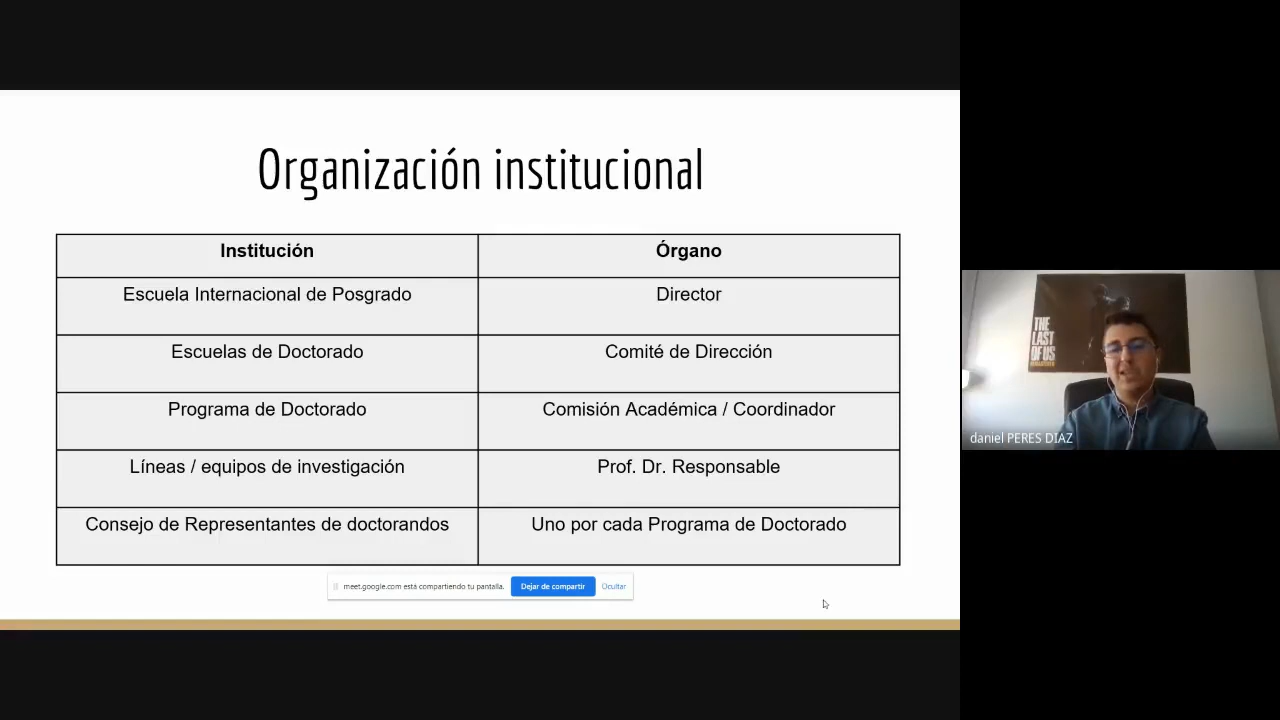 Organización institucional
Institución
Órgano
Escuela Internacional de Posgrado
Director
Escuelas de Doctorado
Comité de Dirección
Programa de Doctorado
Comisión Académica / Coordinador
Líneas / equipos de investigación
Prof. Dr. Responsable
Consejo de Representantes de doctorandos
Uno por cada Programa de Doctorado
meet.google.com está compartiendo tu pantalla.
Dejar de compartir
Ocultar
THE
LAST
OF US
daniel PERES DIAZ